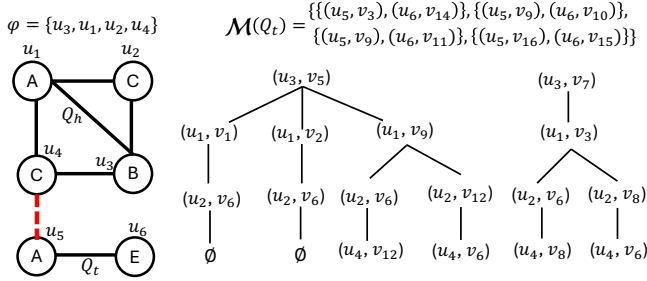 φ = {u₃, u₁, u₂, u₄}
𝓜(Qₜ) = {{(u₅, v₃), (u₆, v₁₄)}, {(u₅, v₉), (u₆, v₁₀)},
{(u₅, v₉), (u₆, v₁₁)}, {(u₅, v₁₆), (u₆, v₁₅)}}
u₁ u₂
A C
Qₕ
u₄ u₃
C B
u₅ u₆
A E
Qₜ
(u₃, v₅) (u₃, v₇)
(u₁, v₁) (u₁, v₂) (u₁, v₉) (u₁, v₃)
(u₂, v₆) (u₂, v₆) (u₂, v₆) (u₂, v₁₂) (u₂, v₆) (u₂, v₈)
∅ ∅ (u₄, v₁₂) (u₄, v₆) (u₄, v₈) (u₄, v₆)